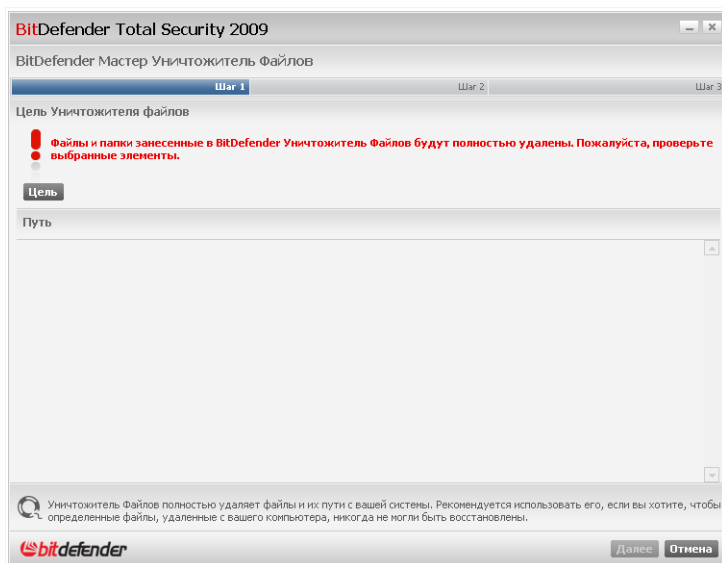 BitDefender Total Security 2009
BitDefender Мастер Уничтожитель Файлов
Шаг 1 Шаг 2 Шаг 3
Цель Уничтожителя файлов
Файлы и папки занесенные в BitDefender Уничтожитель Файлов будут полностью удалены. Пожалуйста, проверьте
выбранные элементы.
Цель
Путь
Уничтожитель Файлов полностью удаляет файлы и их пути с вашей системы. Рекомендуется использовать его, если вы хотите, чтобы
определенные файлы, удаленные с вашего компьютера, никогда не могли быть восстановлены.
bitdefender
Далее Отмена